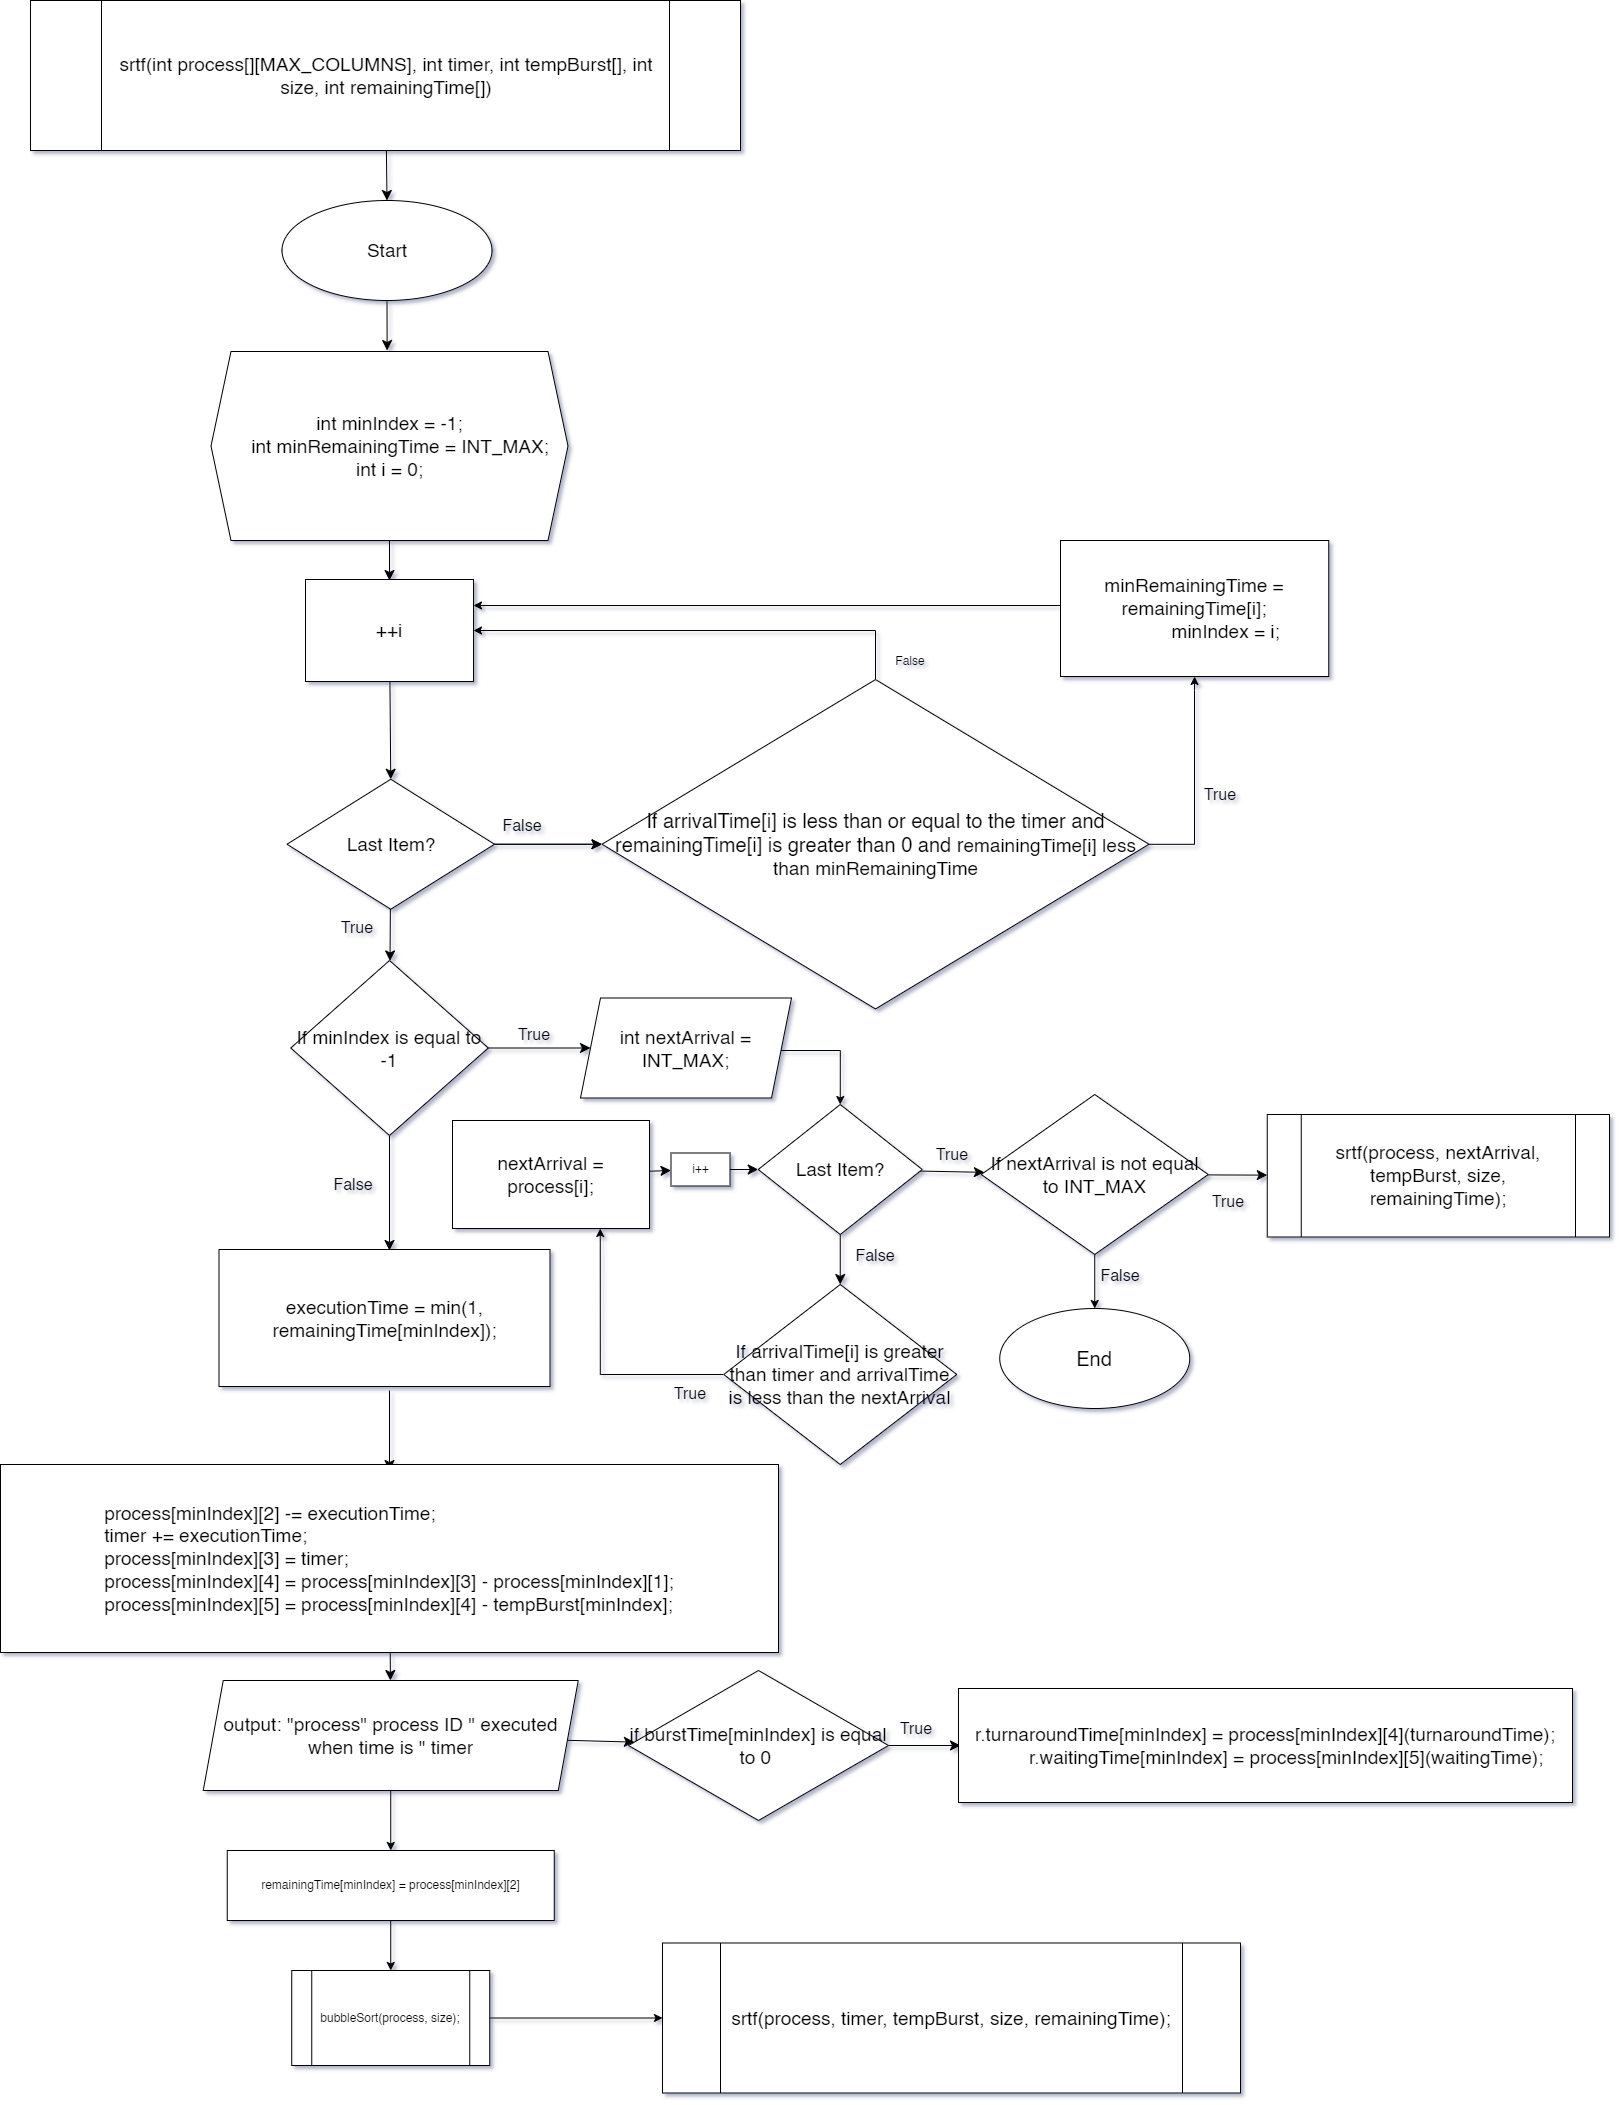 srtf(int process[][MAX_COLUMNS], int timer, int tempBurst[], int
size, int remainingTime[])
Start
int minIndex = -1;
int minRemainingTime = INT_MAX;
int i = 0;
minRemainingTime =
remainingTime[i];
minIndex = i;
++i
False
True
If arrivalTime[i] is less than or equal to the timer and
remainingTime[i] is greater than 0 and remainingTime[i] less
than minRemainingTime
False
Last Item?
True
If minIndex is equal to
-1
True
int nextArrival =
INT_MAX;
False
nextArrival =
process[i];
i++
Last Item?
True
If nextArrival is not equal
to INT_MAX
True
srtf(process, nextArrival,
tempBurst, size,
remainingTime);
False
False
End
If arrivalTime[i] is greater
than timer and arrivalTime
is less than the nextArrival
True
executionTime = min(1,
remainingTime[minIndex]);
process[minIndex][2] -= executionTime;
timer += executionTime;
process[minIndex][3] = timer;
process[minIndex][4] = process[minIndex][3] - process[minIndex][1];
process[minIndex][5] = process[minIndex][4] - tempBurst[minIndex];
output: "process" process ID " executed
when time is " timer
if burstTime[minIndex] is equal
to 0
True
r.turnaroundTime[minIndex] = process[minIndex][4](turnaroundTime);
r.waitingTime[minIndex] = process[minIndex][5](waitingTime);
remainingTime[minIndex] = process[minIndex][2]
bubbleSort(process, size);
srtf(process, timer, tempBurst, size, remainingTime);